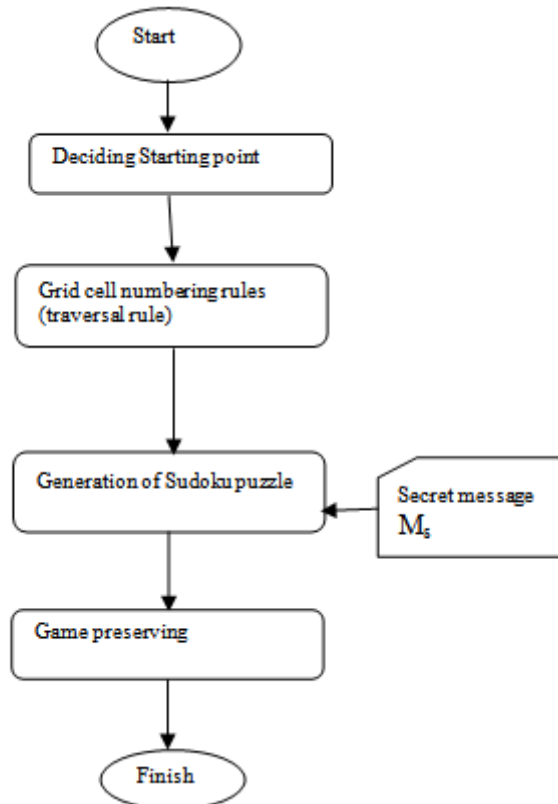 Start
Deciding Starting point
Grid cell numbering rules
(traversal rule)
Generation of Sudoku puzzle
Secret message
Ms
Game preserving
Finish